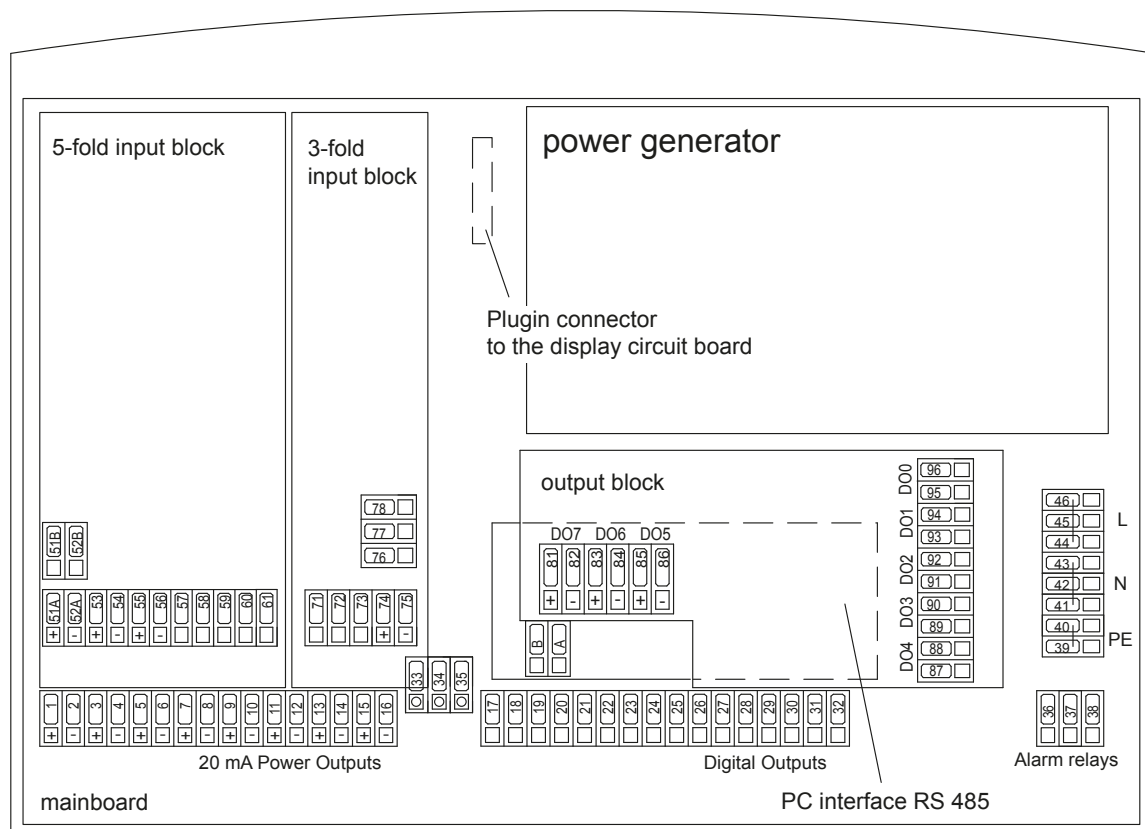 5-fold input block
3-fold
input block
power generator
Plugin connector
to the display circuit board
output block
DO7 DO6 DO5
81 82 83 84 85 86
+ - + - + -
B A
DO0
DO1
DO2
DO3
DO4
96
95
94
93
92
91
90
89
88
87
46
45
44
43
42
41
40
39
L
N
PE
51B 52B
78
77
76
51A 52A 53 54 55 56 57 58 59 60 61
+ - + - + -
71 72 73 74 75
+ -
33 34 35
1 2 3 4 5 6 7 8 9 10 11 12 13 14 15 16
+ - + - + - + - + - + - + - + -
20 mA Power Outputs
17 18 19 20 21 22 23 24 25 26 27 28 29 30 31 32
Digital Outputs
36 37 38
Alarm relays
mainboard
PC interface RS 485